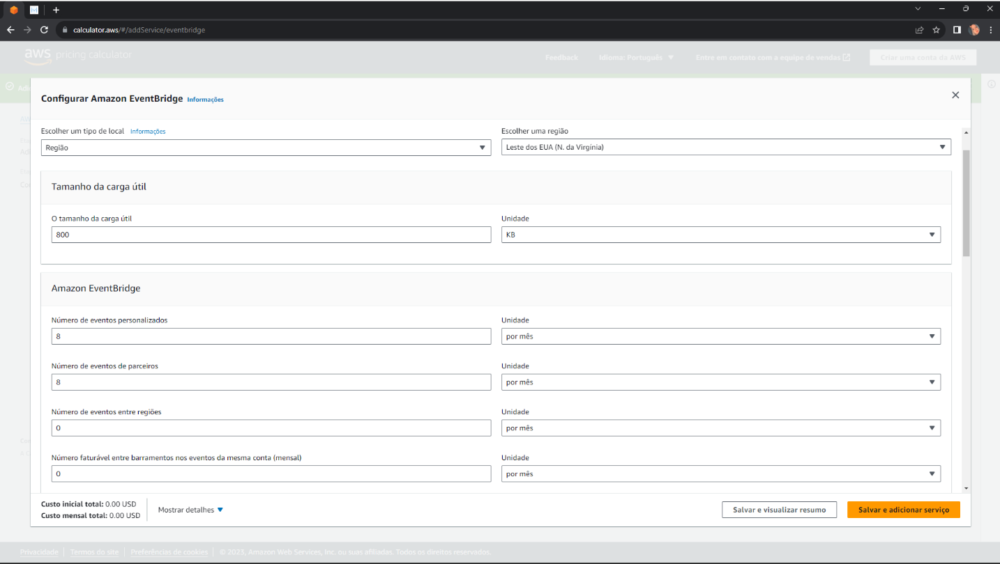 calculator.aws/#/addService/eventbridge
aws pricing calculator
Feedback
Idioma: Português
Entre em contato com a equipe de vendas
Criar uma conta da AWS
Configurar Amazon EventBridge Informações
Escolher um tipo de local Informações
Escolher uma região
Região
Leste dos EUA (N. da Virgínia)
Tamanho da carga útil
O tamanho da carga útil
Unidade
800
KB
Amazon EventBridge
Número de eventos personalizados
Unidade
8
por mês
Número de eventos de parceiros
Unidade
8
por mês
Número de eventos entre regiões
Unidade
0
por mês
Número faturável entre barramentos nos eventos da mesma conta (mensal)
Unidade
0
por mês
Custo inicial total: 0.00 USD
Custo mensal total: 0.00 USD
Mostrar detalhes
Salvar e visualizar resumo
Salvar e adicionar serviço
Privacidade
Termos do site
Preferências de cookies
© 2023, Amazon Web Services, Inc. ou suas afiliadas. Todos os direitos reservados.